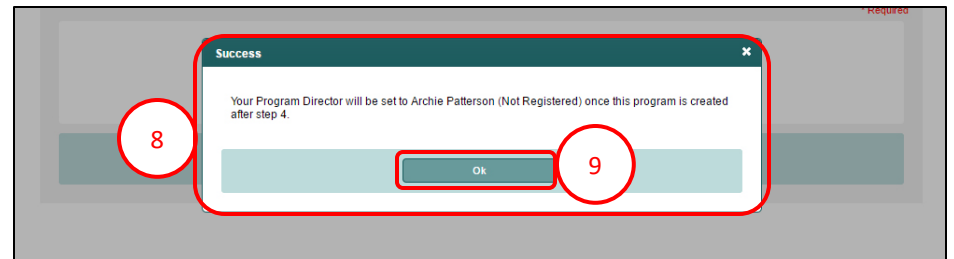 * Required
Success
×
Your Program Director will be set to Archie Patterson (Not Registered) once this program is created
after step 4.
8
Ok
9